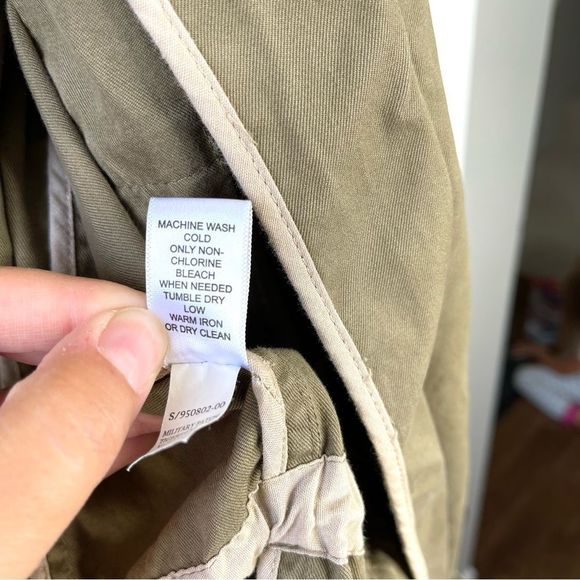 MACHINE WASH
COLD
ONLY NON-
CHLORINE
BLEACH
WHEN NEEDED
TUMBLE DRY
LOW
WARM IRON
OR DRY CLEAN
S/950802-00
MILITARY